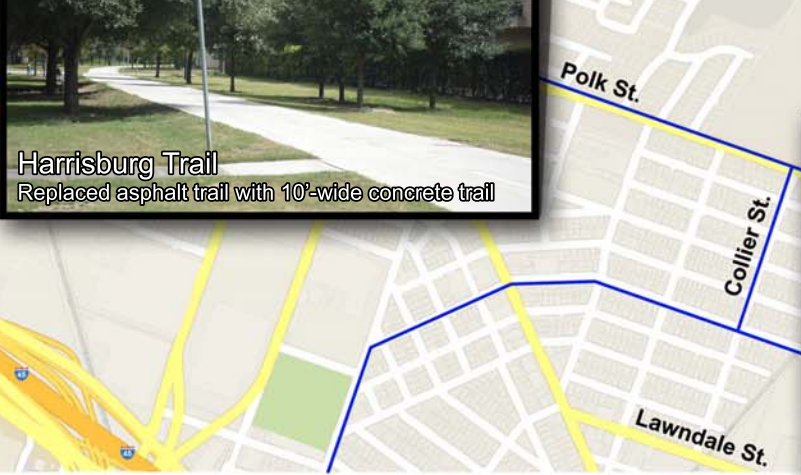 Harrisburg Trail
Replaced asphalt trail with 10'-wide concrete trail
Polk St.
Collier St.
Lawndale St.
45
45